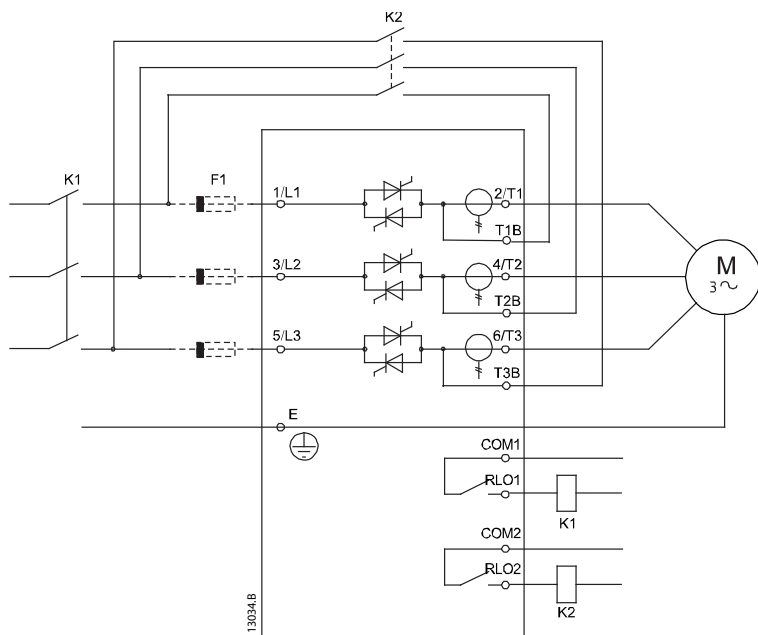 K2
K1
F1
1/L1
2/T1
T1B
3/L2
4/T2
T2B
M
3~
5/L3
6/T3
T3B
E
COM1
RLO1
K1
COM2
RLO2
K2
13034.B